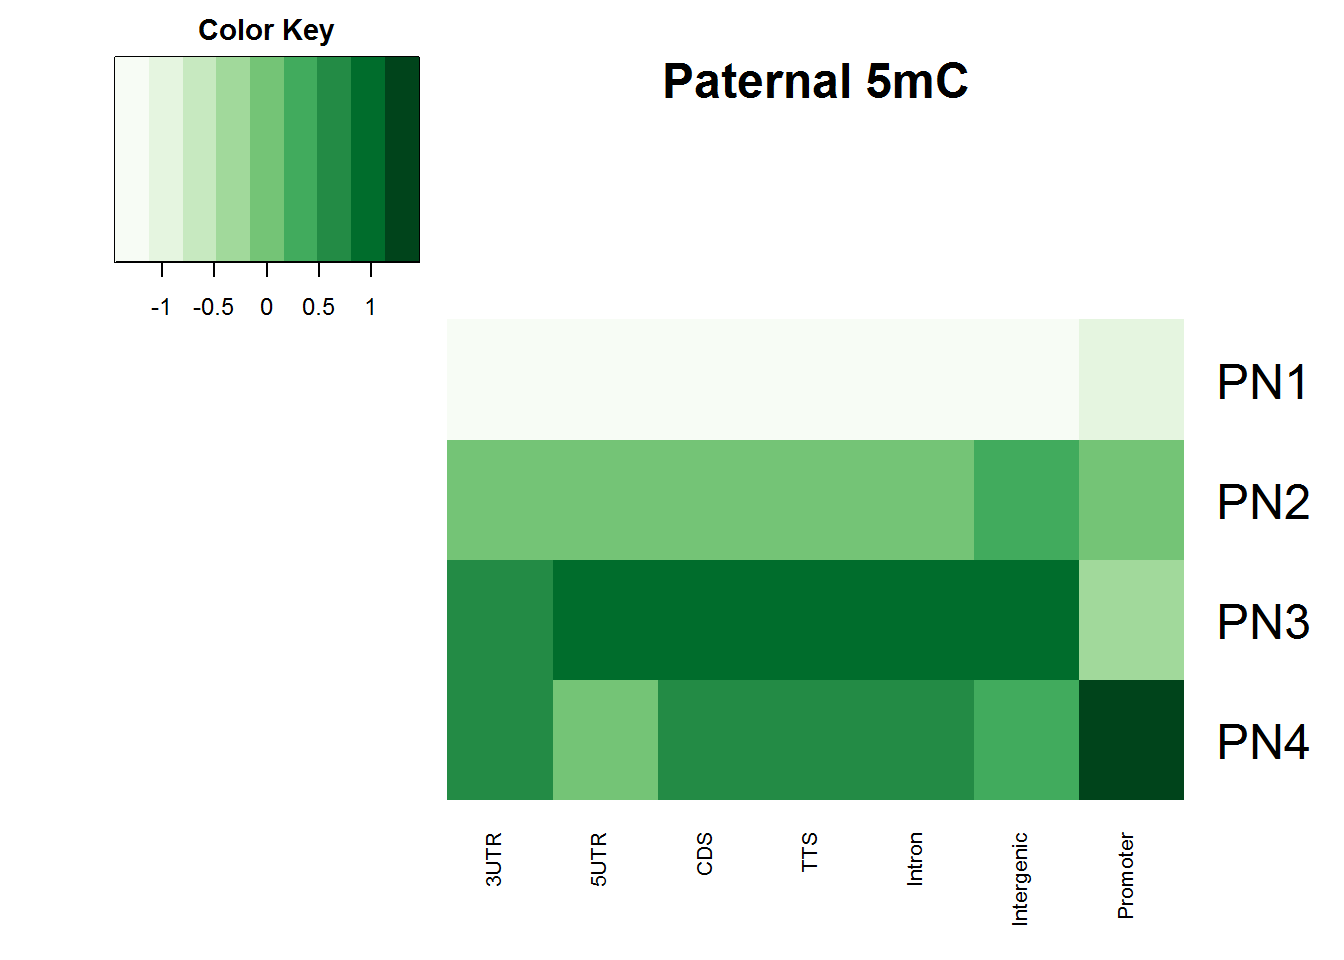 Color Key
Paternal 5mC
-1 -0.5 0 0.5 1
PN1
PN2
PN3
PN4
3UTR
5UTR
CDS
TTS
Intron
Intergenic
Promoter